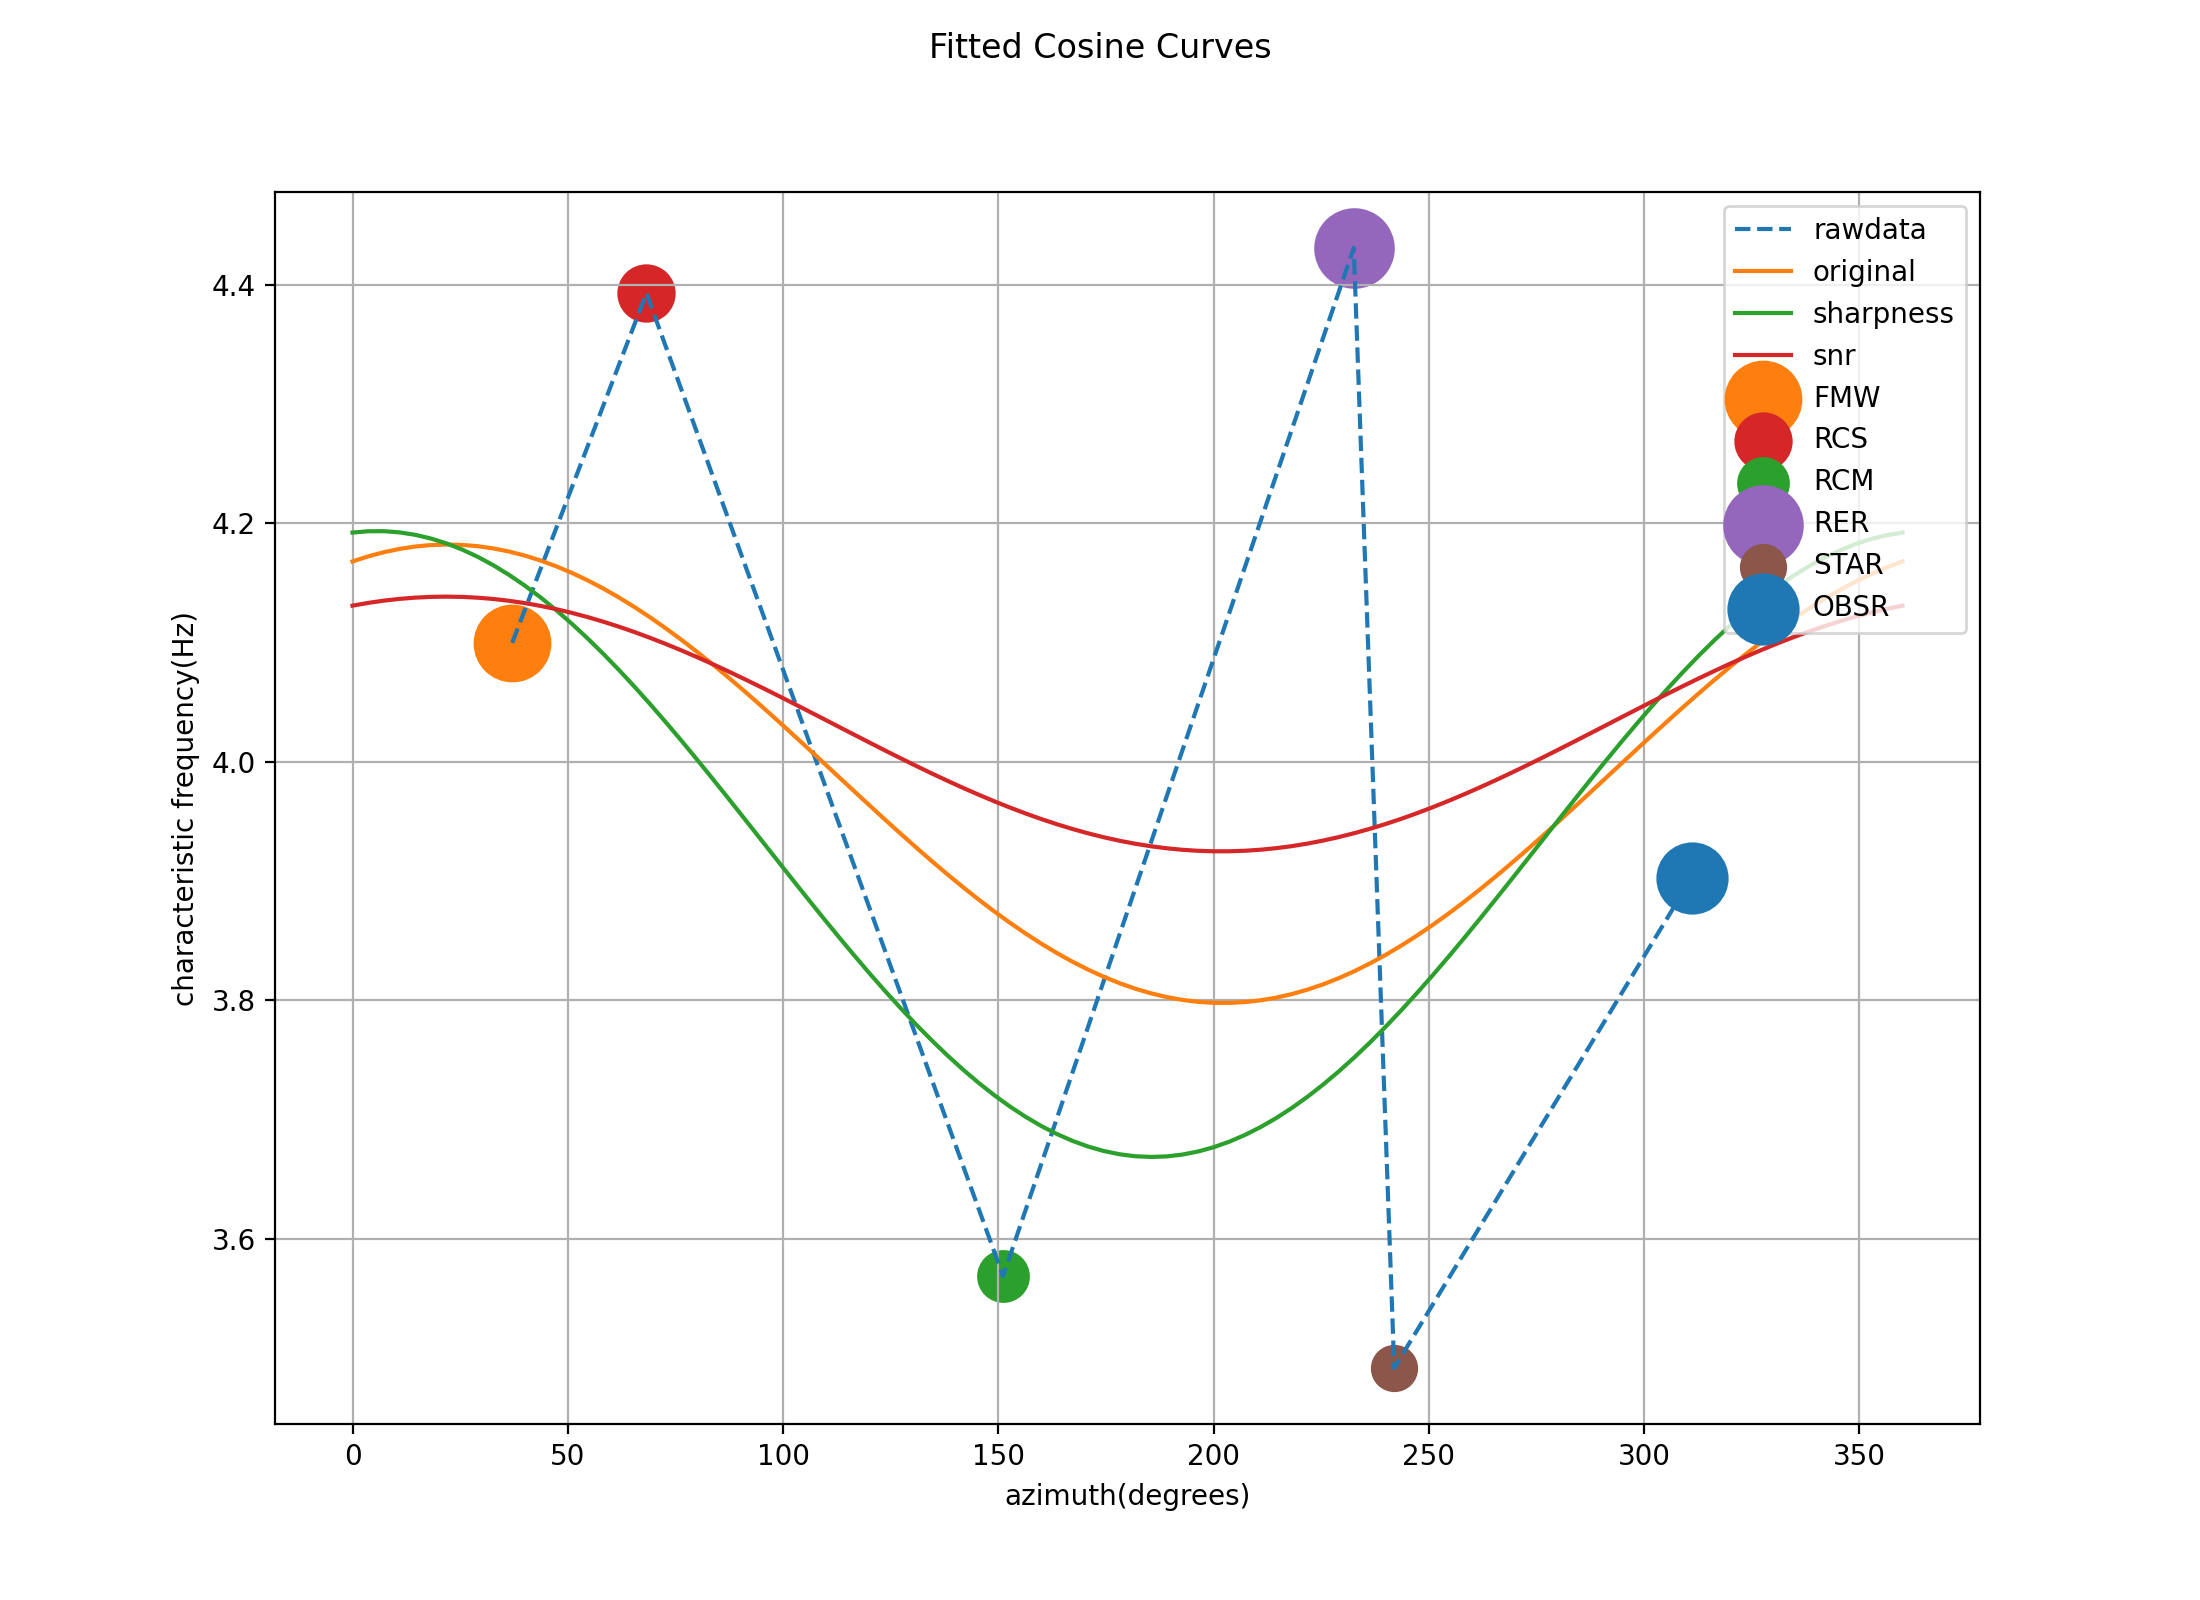 Fitted Cosine Curves
4.4
4.2
4.0
3.8
3.6
characteristic frequency(Hz)
rawdata
original
sharpness
snr
FMW
RCS
RCM
RER
STAR
OBSR
0 50 100 150 200 250 300 350
azimuth(degrees)